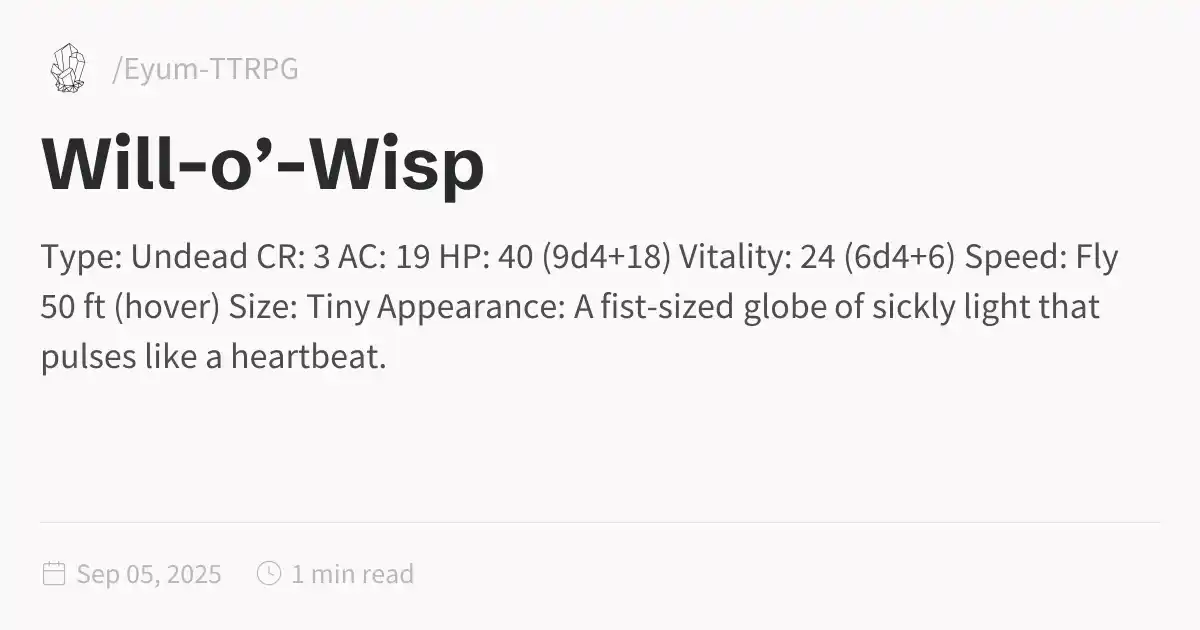 /Eyum-TTRPG
Will-o’-Wisp
Type: Undead CR: 3 AC: 19 HP: 40 (9d4+18) Vitality: 24 (6d4+6) Speed: Fly
50 ft (hover) Size: Tiny Appearance: A fist-sized globe of sickly light that
pulses like a heartbeat.
Sep 05, 2025 1 min read